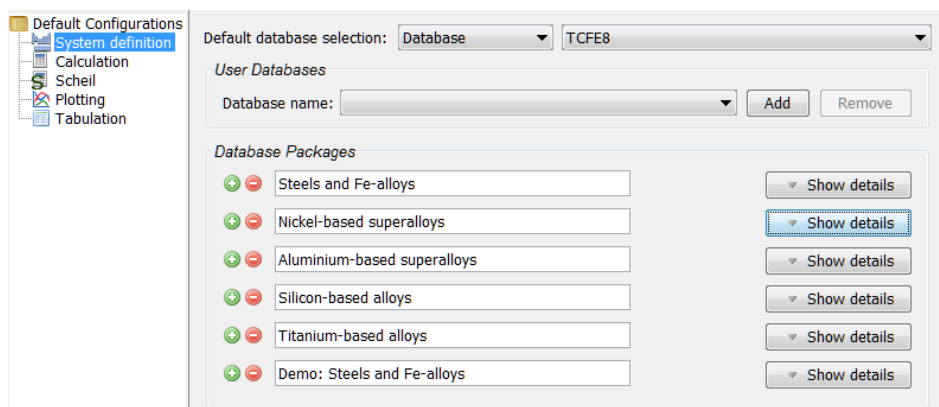 Default Configurations
System definition
Calculation
Scheil
Plotting
Tabulation
Default database selection: Database TCFE8
User Databases
Database name: Add Remove
Database Packages
Steels and Fe-alloys Show details
Nickel-based superalloys Show details
Aluminium-based superalloys Show details
Silicon-based alloys Show details
Titanium-based alloys Show details
Demo: Steels and Fe-alloys Show details